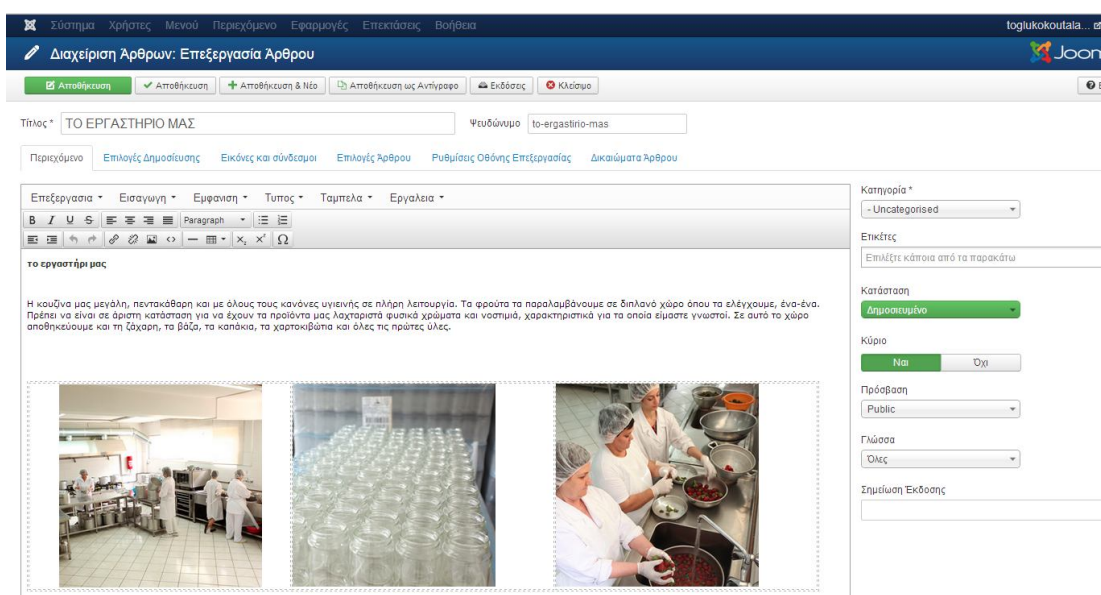 Σύστημα Χρήστες Μενού Περιεχόμενο Εφαρμογές Επεκτάσεις Βοήθεια toglukokoutala...
Διαχείριση Άρθρων: Επεξεργασία Άρθρου Joom
Αποθήκευση Αποθήκευση Αποθήκευση & Νέο Αποθήκευση ως Αντίγραφο Εκδόσεις Κλείσιμο
Τίτλος * ΤΟ ΕΡΓΑΣΤΗΡΙΟ ΜΑΣ Ψευδώνυμο to-ergastirio-mas
Περιεχόμενο Επιλογές Δημοσίευσης Εικόνες και σύνδεσμοι Επιλογές Άρθρου Ρυθμίσεις Οθόνης Επεξεργασίας Δικαιώματα Άρθρου
Επεξεργασια Εισαγωγη Εμφανιση Τυπος Ταμπελα Εργαλεια
B I U S Paragraph
x₂ x² Ω
το εργαστήρι μας
Η κουζίνα μας μεγάλη, πεντακάθαρη και με όλους τους κανόνες υγιεινής σε πλήρη λειτουργία. Τα φρούτα τα παραλαμβάνουμε σε διπλανό χώρο όπου τα ελέγχουμε, ένα-ένα.
Πρέπει να είναι σε άριστη κατάσταση για να έχουν τα προϊόντα μας λαχταριστά φυσικά χρώματα και νοστιμιά, χαρακτηριστικά για τα οποία είμαστε γνωστοί. Σε αυτό το χώρο
αποθηκεύουμε και τη ζάχαρη, τα βάζα, τα καπάκια, τα χαρτοκιβώτια και όλες τις πρώτες ύλες.
Κατηγορία *
- Uncategorised
Ετικέτες
Επιλέξτε κάποια από τα παρακάτω
Κατάσταση
Δημοσιευμένο
Κύριο
Ναι Όχι
Πρόσβαση
Public
Γλώσσα
Όλες
Σημείωση Έκδοσης